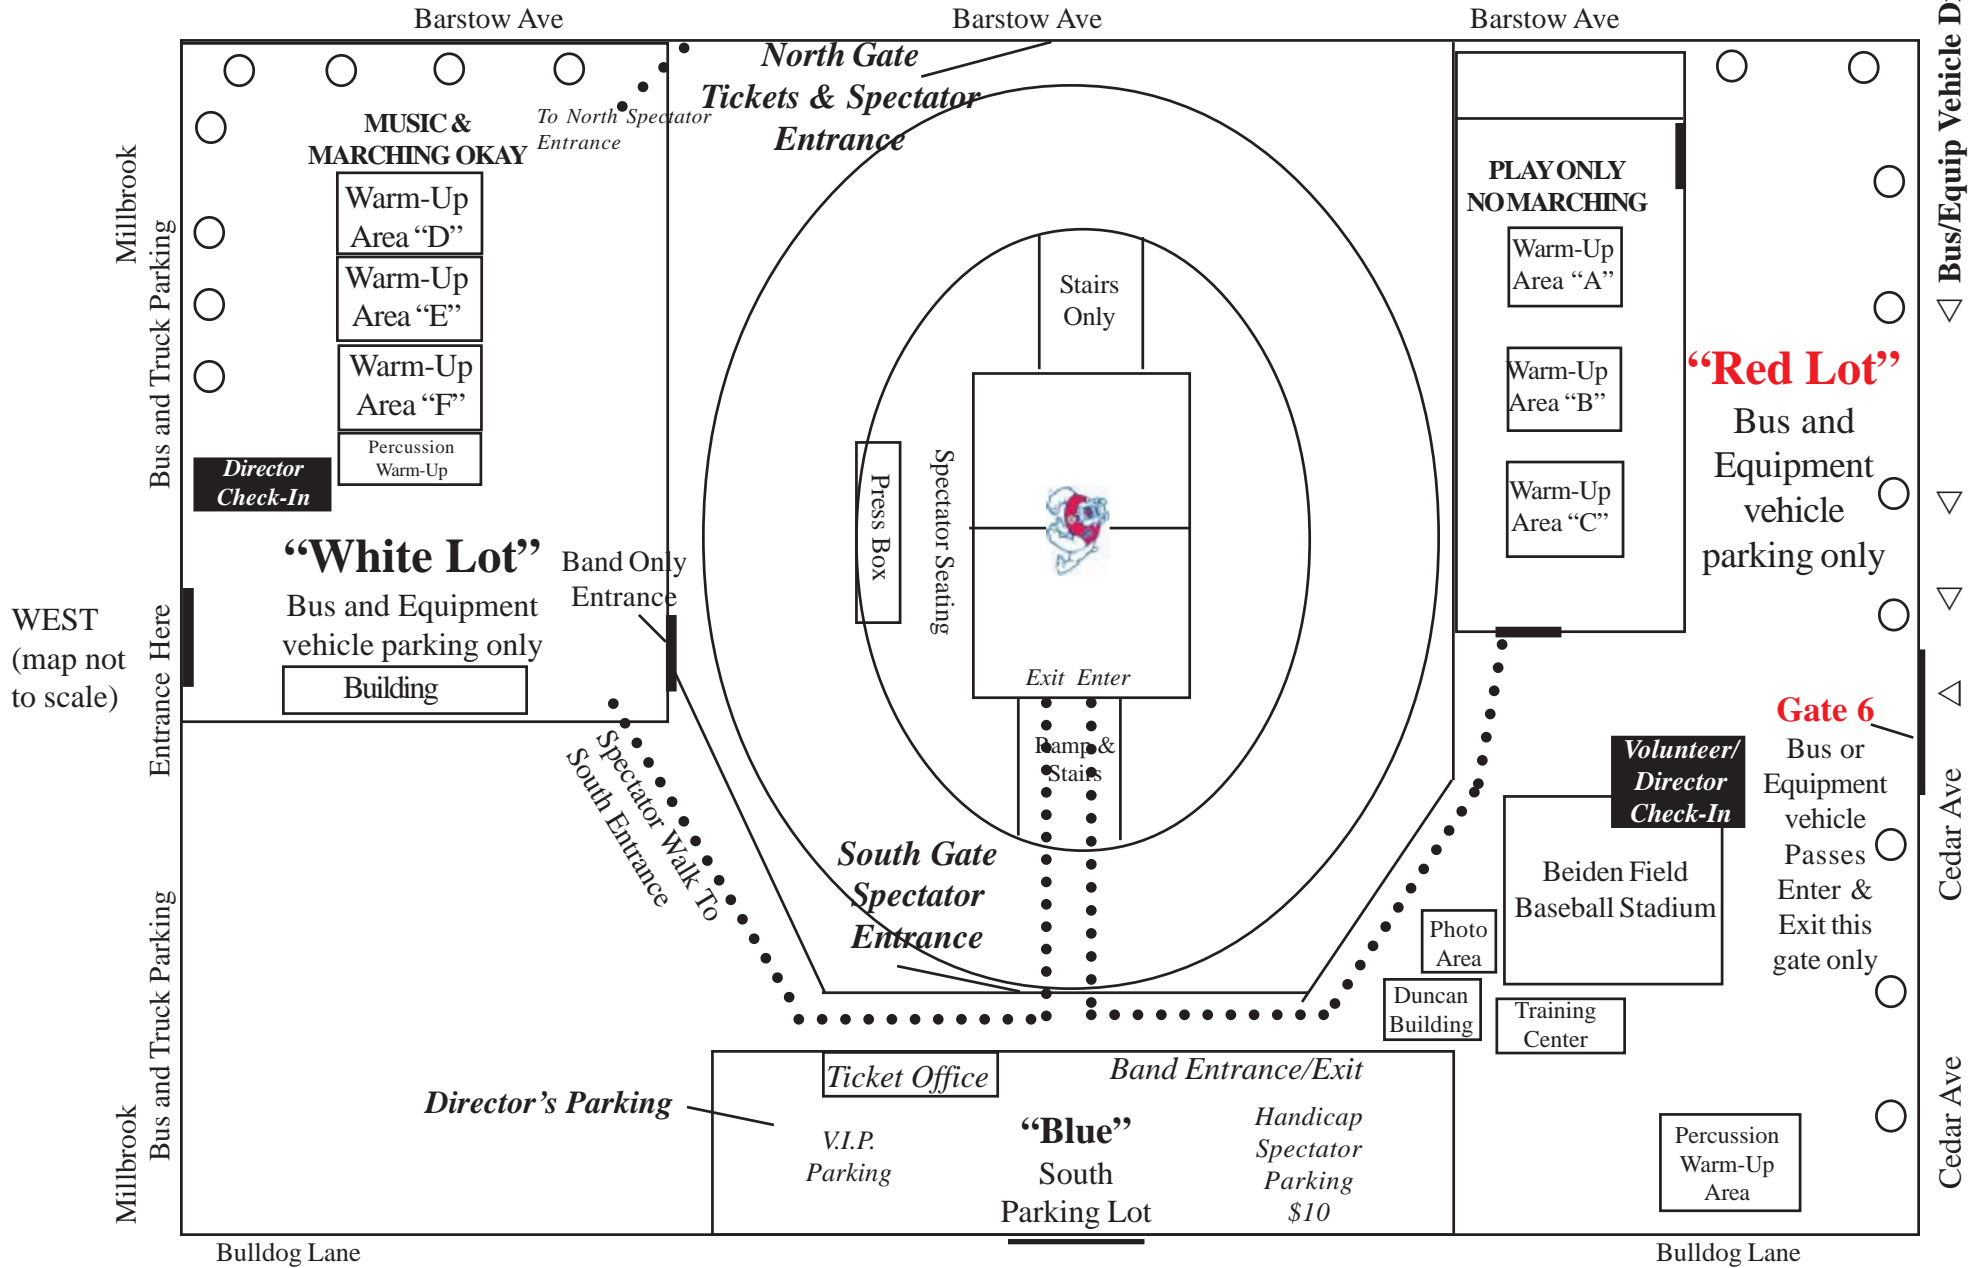 Barstow Ave
Barstow Ave
Barstow Ave
North Gate
Tickets & Spectator
Entrance
To North Spectator
Entrance
MUSIC &
MARCHING OKAY
Warm-Up
Area “D”
Warm-Up
Area “E”
Warm-Up
Area “F”
Percussion
Warm-Up
Director
Check-In
“White Lot”
Bus and Equipment
vehicle parking only
Building
Band Only
Entrance
Millbrook
Bus and Truck Parking
Entrance Here
WEST
(map not
to scale)
Bus and Truck Parking
Millbrook
Spectator Walk To
South Entrance
Stairs
Only
Press Box
Spectator Seating
Exit Enter
Ramp &
Stairs
South Gate
Spectator
Entrance
PLAY ONLY
NO MARCHING
Warm-Up
Area “A”
Warm-Up
Area “B”
Warm-Up
Area “C”
“Red Lot”
Bus and
Equipment
vehicle
parking only
Bus/Equip Vehicle
Gate 6
Bus or
Equipment
vehicle
Passes
Enter &
Exit this
gate only
Volunteer/
Director
Check-In
Beiden Field
Baseball Stadium
Photo
Area
Duncan
Building
Training
Center
Cedar Ave
Cedar Ave
Percussion
Warm-Up
Area
Director’s Parking
Ticket Office
Band Entrance/Exit
V.I.P.
Parking
“Blue”
South
Parking Lot
Handicap
Spectator
Parking
$10
Bulldog Lane
Bulldog Lane